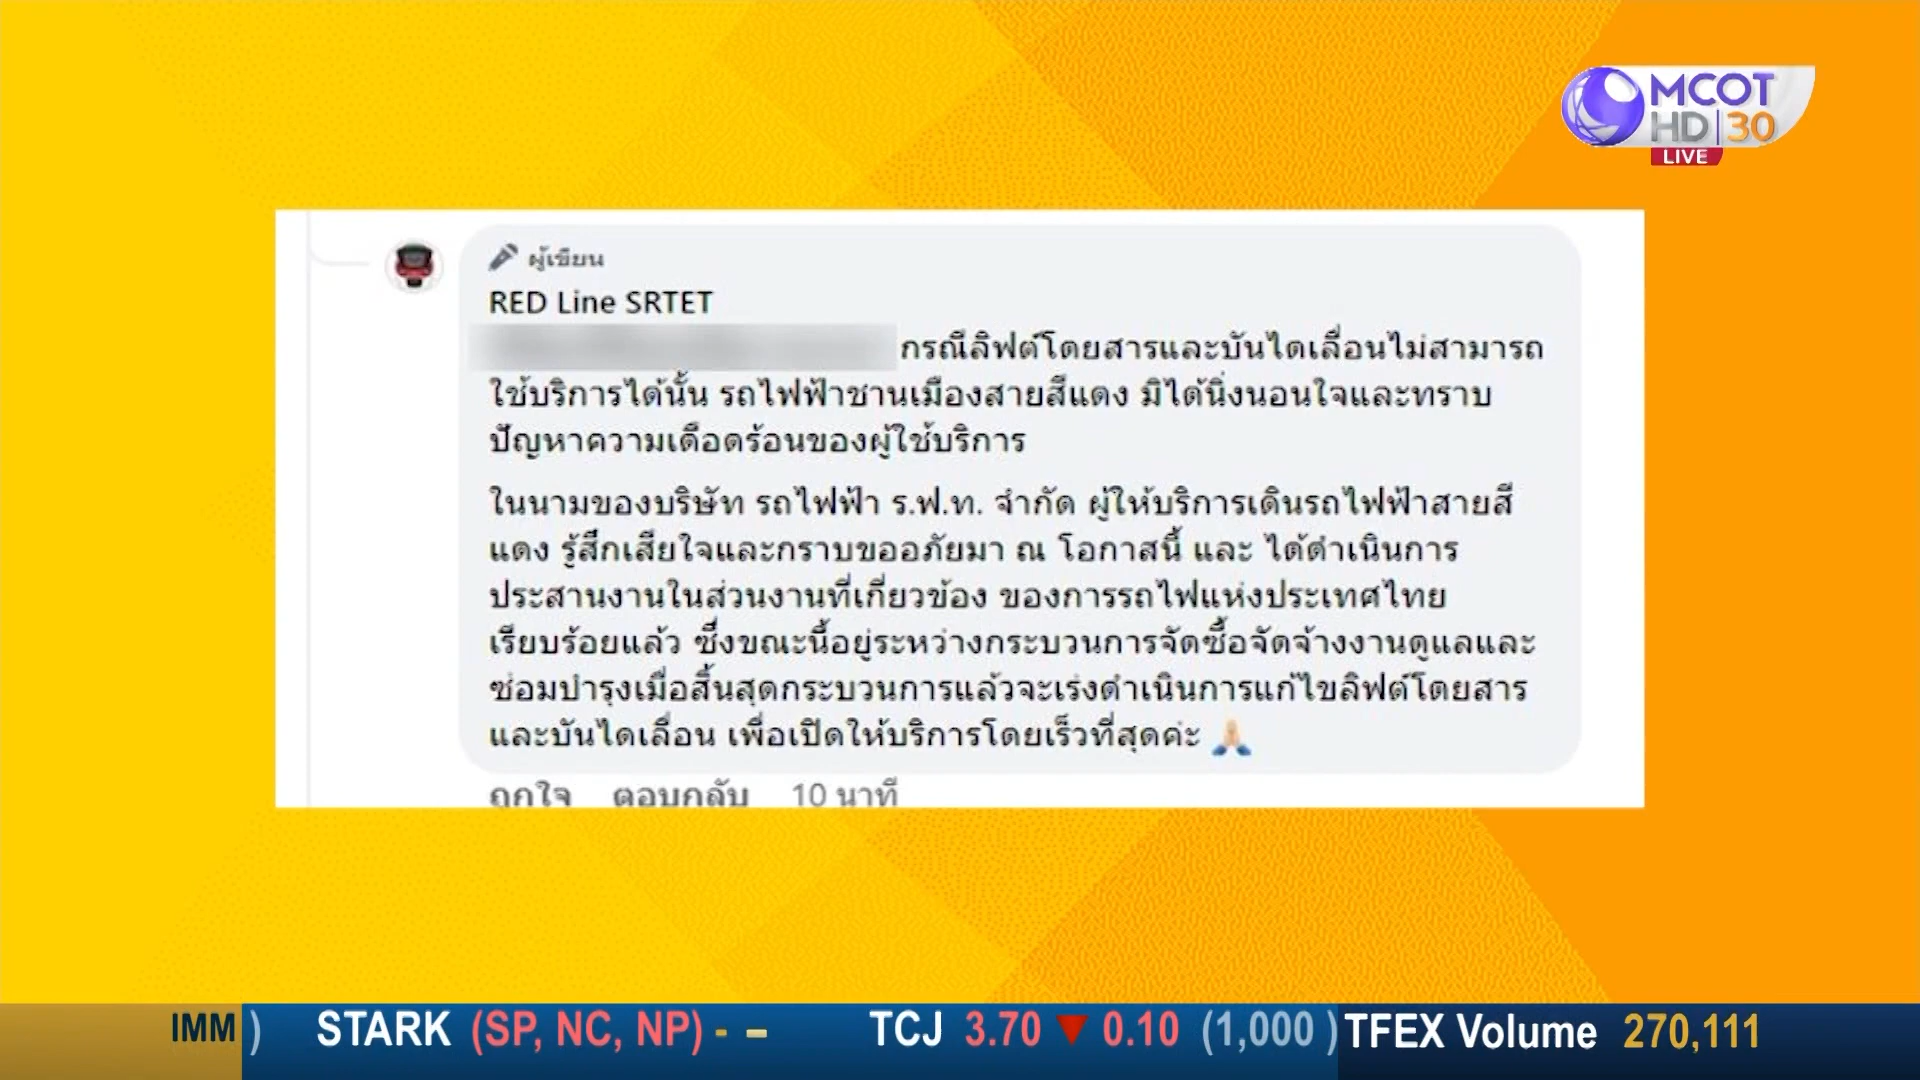 MCOT
HD 30
LIVE
ผู้เขียน
RED Line SRTET
กรณีลิฟต์โดยสารและบันไดเลื่อนไม่สามารถ
ใช้บริการได้นั้น รถไฟฟ้าชานเมืองสายสีแดง มิได้นิ่งนอนใจและทราบ
ปัญหาความเดือดร้อนของผู้ใช้บริการ
ในนามของบริษัท รถไฟฟ้า ร.ฟ.ท. จำกัด ผู้ให้บริการเดินรถไฟฟ้าสายสี
แดง รู้สึกเสียใจและกราบขออภัยมา ณ โอกาสนี้ และ ได้ดำเนินการ
ประสานงานในส่วนงานที่เกี่ยวข้อง ของการรถไฟแห่งประเทศไทย
เรียบร้อยแล้ว ซึ่งขณะนี้อยู่ระหว่างกระบวนการจัดซื้อจัดจ้างงานดูแลและ
ซ่อมบำรุงเมื่อสิ้นสุดกระบวนการแล้วจะเร่งดำเนินการแก้ไขลิฟต์โดยสาร
และบันไดเลื่อน เพื่อเปิดให้บริการโดยเร็วที่สุดค่ะ 🙏
ถูกใจ ตอบกลับ 10 นาที
IMM ) STARK (SP, NC, NP) - - TCJ 3.70 ▼ 0.10 (1,000 ) TFEX Volume 270,111